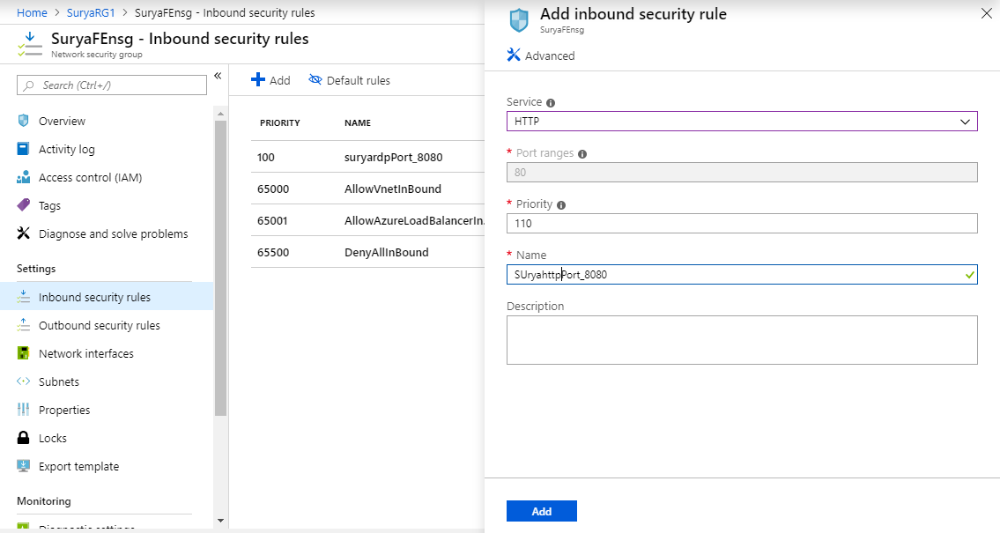 Home > SuryaRG1 > SuryaFEnsg - Inbound security rules
SuryaFEnsg - Inbound security rules
Network security group
Search (Ctrl+/)
«
Overview
Activity log
Access control (IAM)
Tags
Diagnose and solve problems
Settings
Inbound security rules
Outbound security rules
Network interfaces
Subnets
Properties
Locks
Export template
Monitoring
Diagnostic settings
Add
Default rules
PRIORITY NAME
100 suryardpPort_8080
65000 AllowVnetInBound
65001 AllowAzureLoadBalancerIn.
65500 DenyAllInBound
Add inbound security rule
SuryaFEnsg
Advanced
Service
HTTP
* Port ranges
80
* Priority
110
* Name
SUryahttpPort_8080
Description
Add